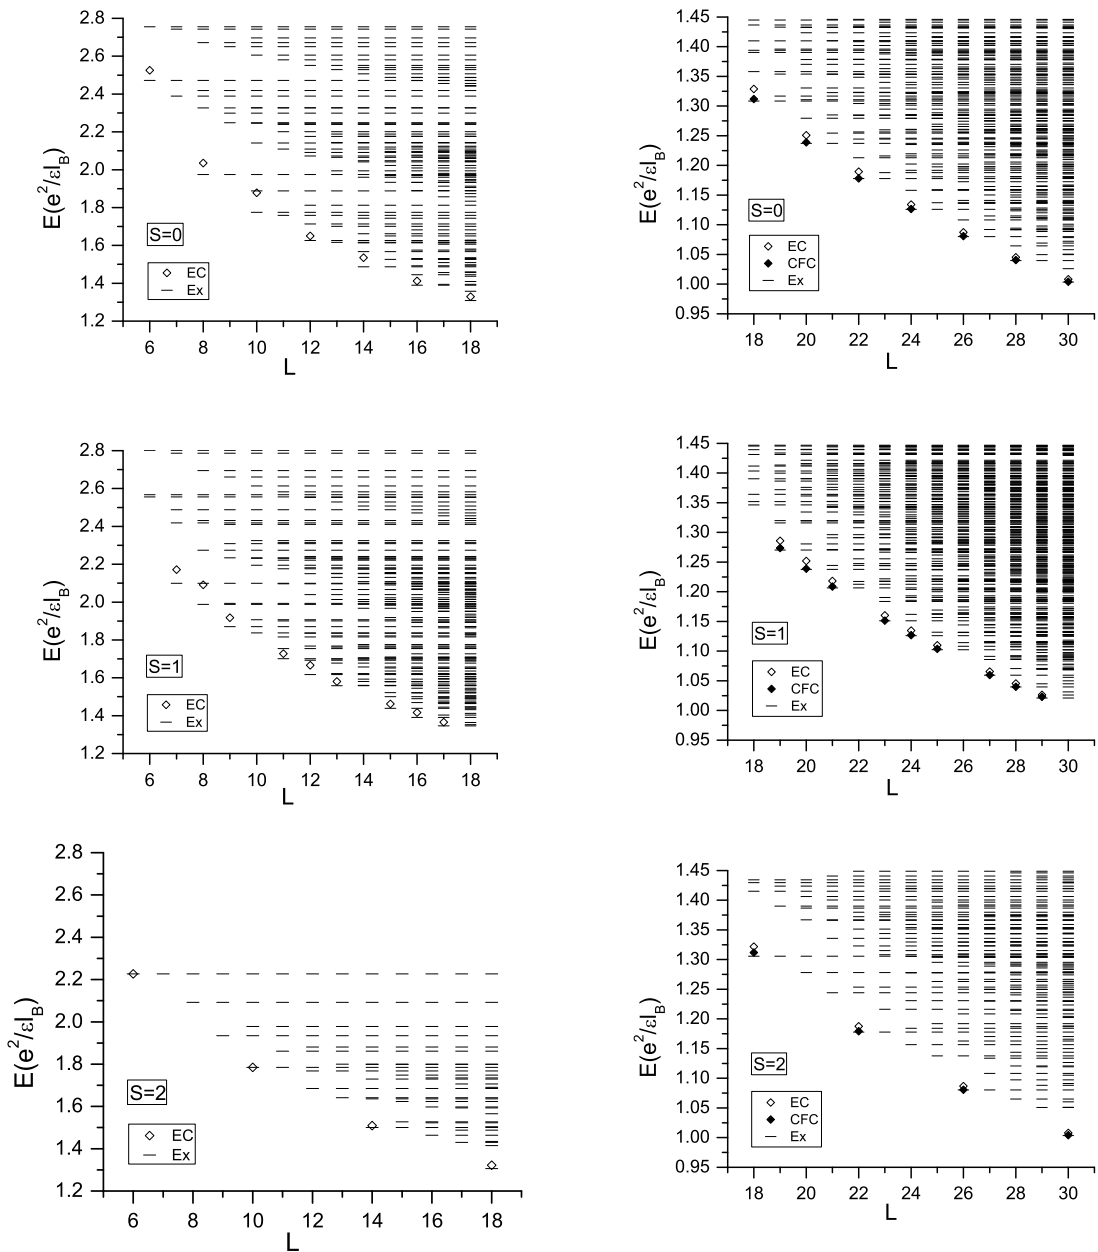 2.8
2.6
2.4
2.2
2.0
1.8
1.6
1.4
1.2
E(e²/εl_B)
S=0
EC
Ex
6 8 10 12 14 16 18
L
1.45
1.40
1.35
1.30
1.25
1.20
1.15
1.10
1.05
1.00
0.95
E(e²/εl_B)
S=0
EC
CFC
Ex
18 20 22 24 26 28 30
L
2.8
2.6
2.4
2.2
2.0
1.8
1.6
1.4
1.2
E(e²/εl_B)
S=1
EC
Ex
6 8 10 12 14 16 18
L
1.45
1.40
1.35
1.30
1.25
1.20
1.15
1.10
1.05
1.00
0.95
E(e²/εl_B)
S=1
EC
CFC
Ex
18 20 22 24 26 28 30
L
2.8
2.6
2.4
2.2
2.0
1.8
1.6
1.4
1.2
E(e²/εl_B)
S=2
EC
Ex
6 8 10 12 14 16 18
L
1.45
1.40
1.35
1.30
1.25
1.20
1.15
1.10
1.05
1.00
0.95
E(e²/εl_B)
S=2
EC
CFC
Ex
18 20 22 24 26 28 30
L